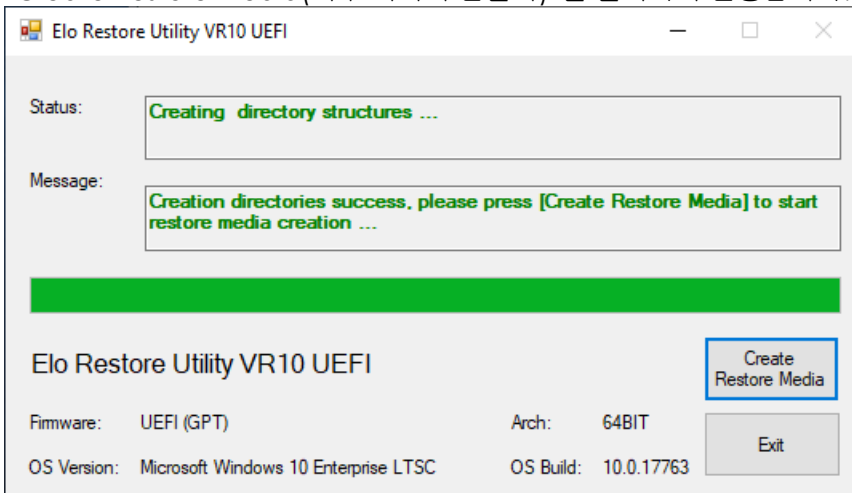 Elo Restore Utility VR10 UEFI
Status:
Creating directory structures ...
Message:
Creation directories success, please press [Create Restore Media] to start
restore media creation ...
Elo Restore Utility VR10 UEFI
Create
Restore Media
Firmware: UEFI (GPT) Arch: 64BIT
Exit
OS Version: Microsoft Windows 10 Enterprise LTSC OS Build: 10.0.17763